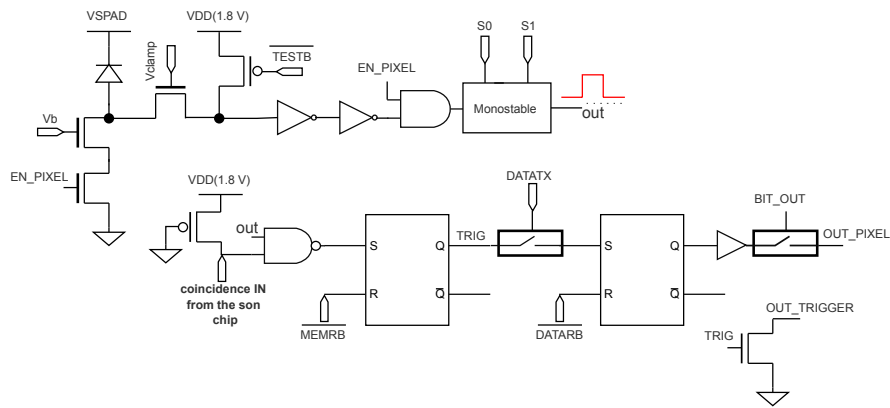 VSPAD
VDD(1.8 V)
S0
S1
Vclamp
TESTB
EN_PIXEL
Monostable
out
Vb
EN_PIXEL
VDD(1.8 V)
DATATX
BIT_OUT
out
S
Q
TRIG
S
Q
OUT_PIXEL
coincidence IN
from the son
chip
R
Q
R
Q
MEMRB
DATARB
OUT_TRIGGER
TRIG